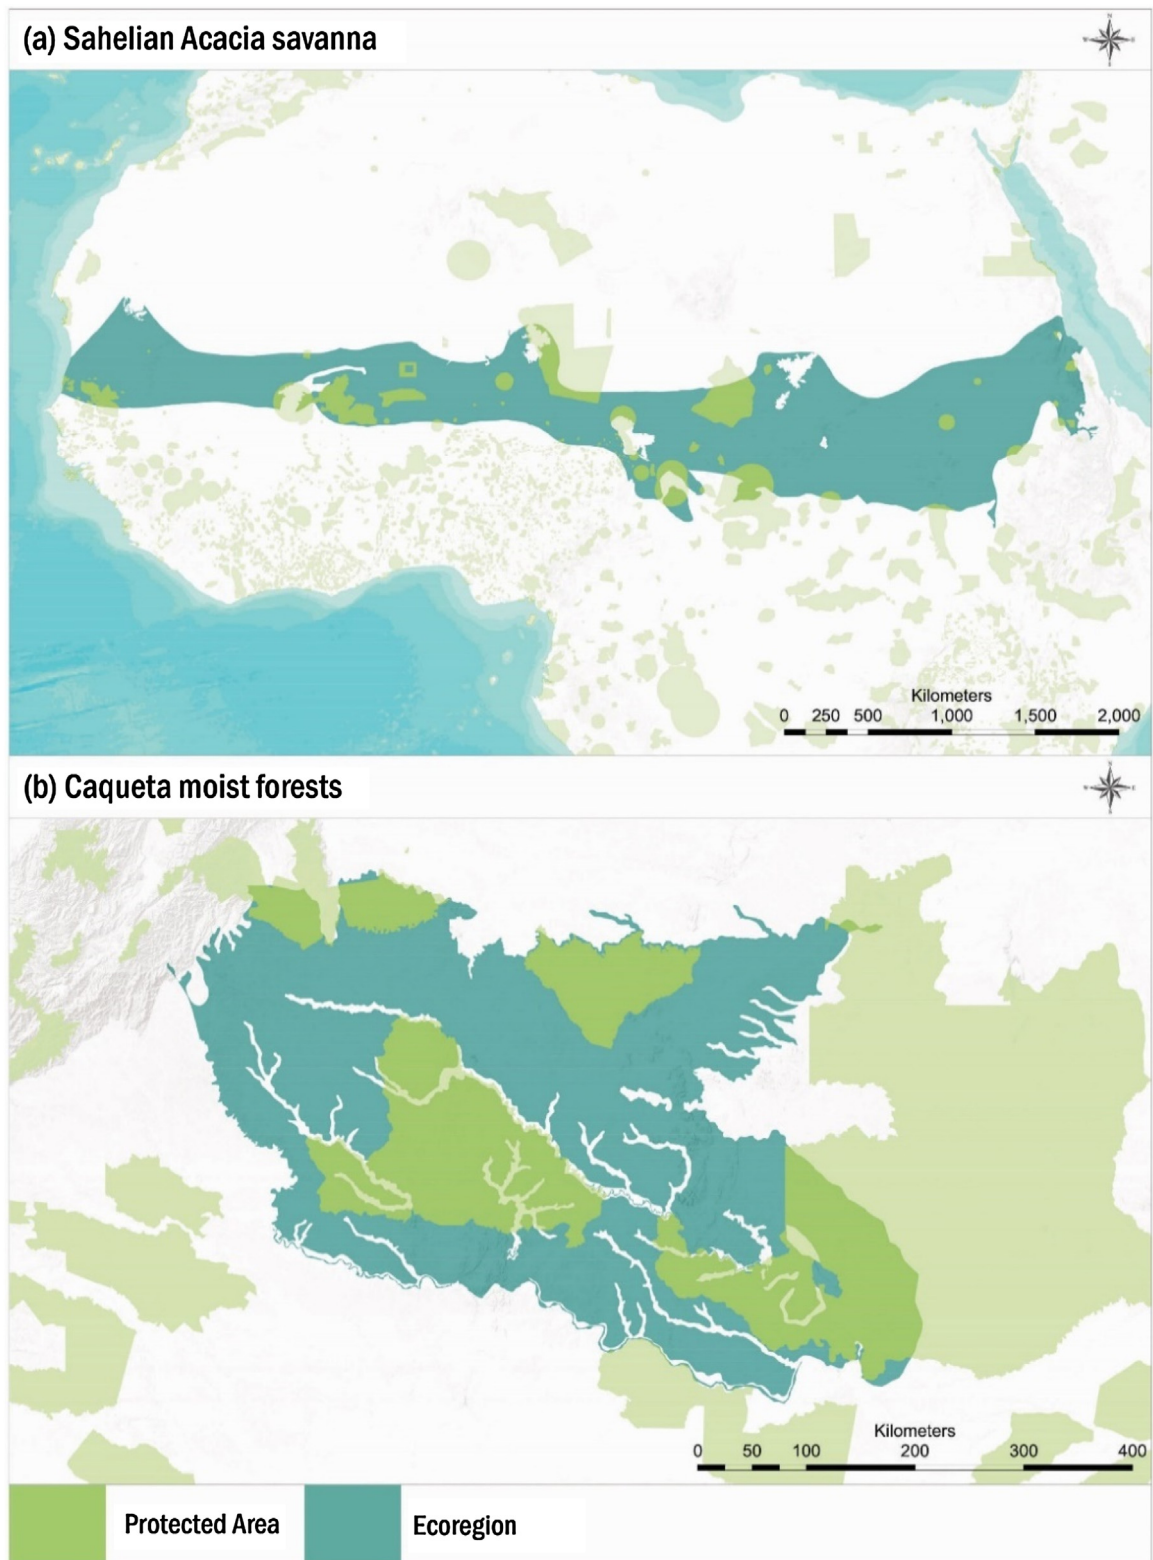 (a) Sahelian Acacia savanna
Kilometers
0 250 500 1,000 1,500 2,000
(b) Caqueta moist forests
Kilometers
0 50 100 200 300 400
Protected Area
Ecoregion